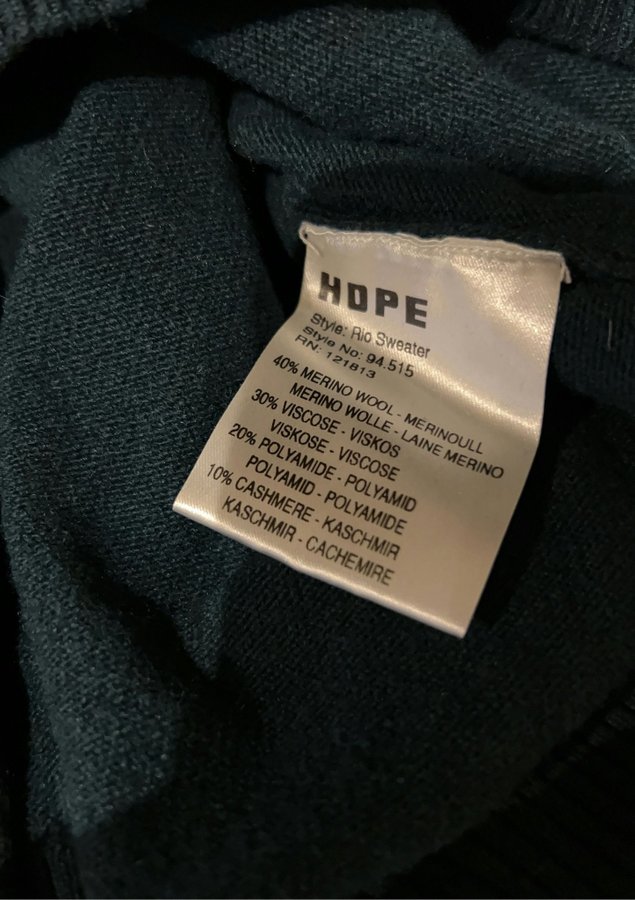 HOPE
Style: Rio Sweater
Style No: 94.515
RN: 121813
40% MERINO WOOL - MERINOULL
MERINO WOLLE - LAINE MERINO
30% VISCOSE - VISKOS
VISKOSE - VISCOSE
20% POLYAMIDE - POLYAMID
POLYAMID - POLYAMIDE
10% CASHMERE - KASCHMIR
KASCHMIR - CACHEMIRE